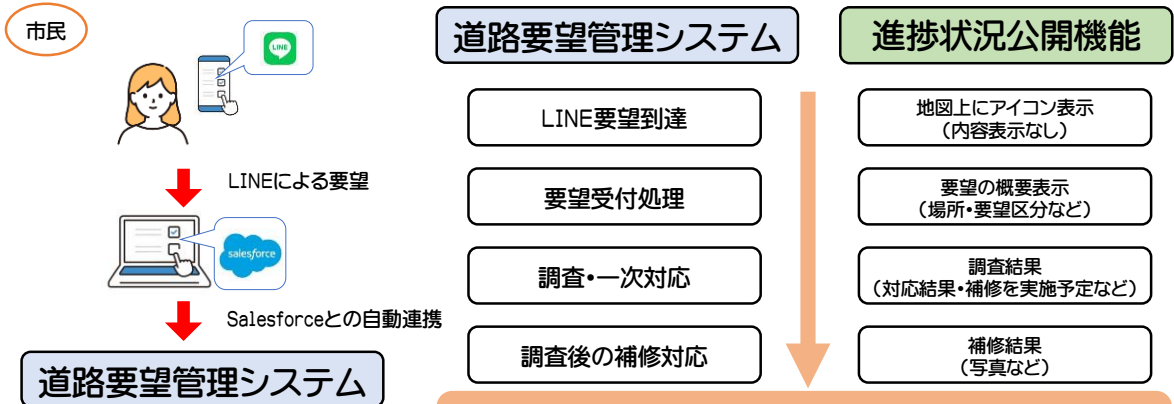 市民
LINE
LINEによる要望
salesforce
Salesforceとの自動連携
道路要望管理システム
道路要望管理システム
LINE要望到達
要望受付処理
調査・一次対応
調査後の補修対応
進捗状況公開機能
地図上にアイコン表示
（内容表示なし）
要望の概要表示
（場所・要望区分など）
調査結果
（対応結果・補修を実施予定など）
補修結果
（写真など）